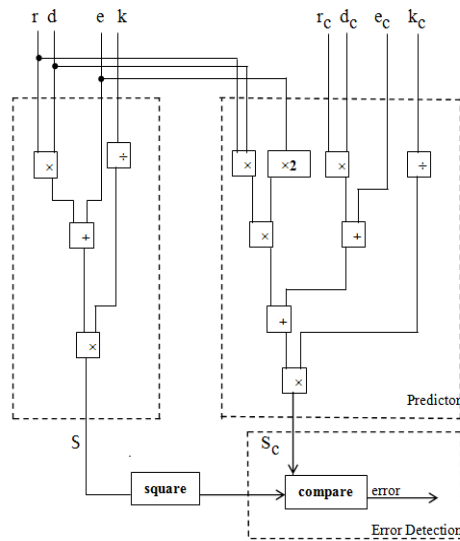 r d e k r_c d_c e_c k_c
× ÷ × ×2 × ÷
+ × +
× +
×
Predictor
S S_c
square compare error
Error Detection